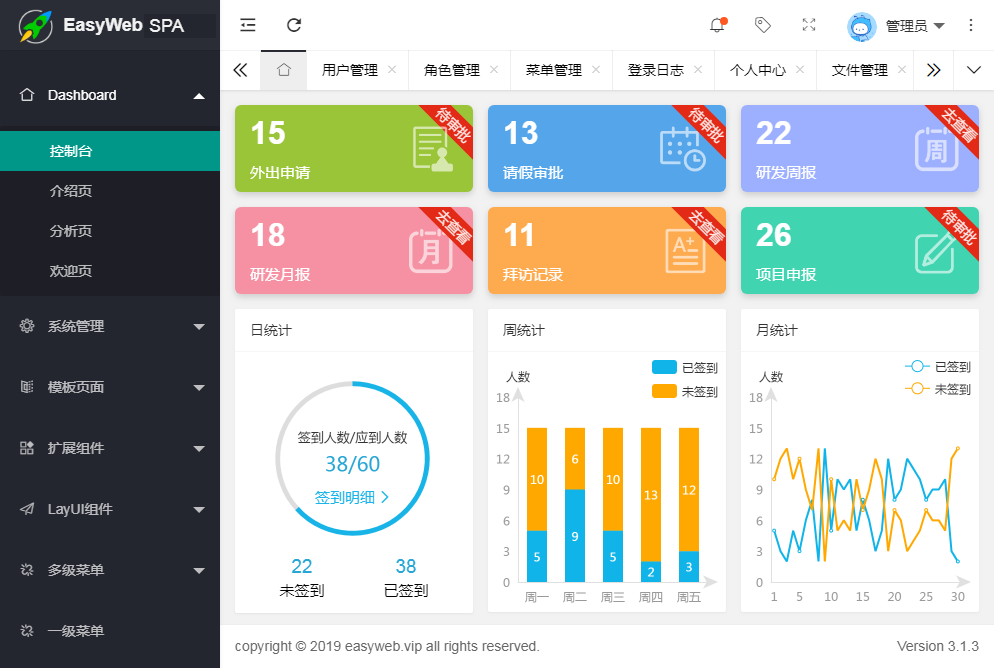 EasyWeb SPA
管理员
Dashboard
控制台
介绍页
分析页
欢迎页
系统管理
模板页面
扩展组件
LayUI组件
多级菜单
一级菜单
用户管理 角色管理 菜单管理 登录日志 个人中心 文件管理
15
外出申请
待审批
13
请假审批
待审批
22
研发周报
周
去查看
18
研发月报
月
去查看
11
拜访记录
A+
去查看
26
项目申报
待审批
日统计
签到人数/应到人数
38/60
签到明细
22 38
未签到 已签到
周统计
已签到
未签到
人数
18
15
12
9
6
3
0
10 6 10 13 12
5 9 5 2 3
周一 周二 周三 周四 周五
月统计
已签到
未签到
人数
18
15
12
9
6
3
0
1 5 10 15 20 25 30
copyright © 2019 easyweb.vip all rights reserved. Version 3.1.3